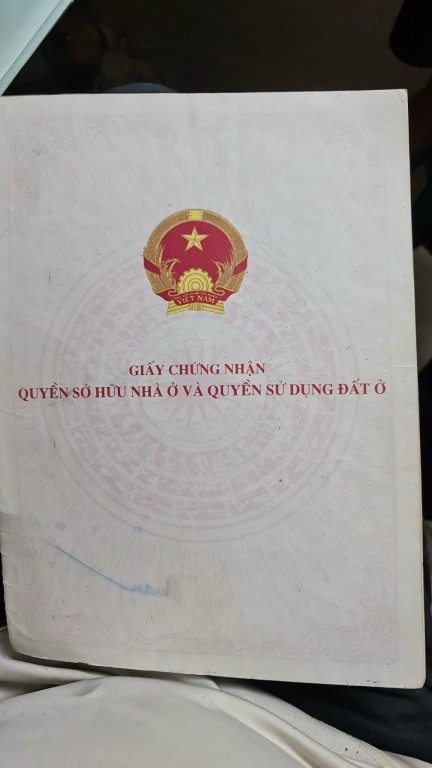 VIỆT NAM
GIẤY CHỨNG NHẬN
QUYỀN SỞ HỮU NHÀ Ở VÀ QUYỀN SỬ DỤNG ĐẤT Ở